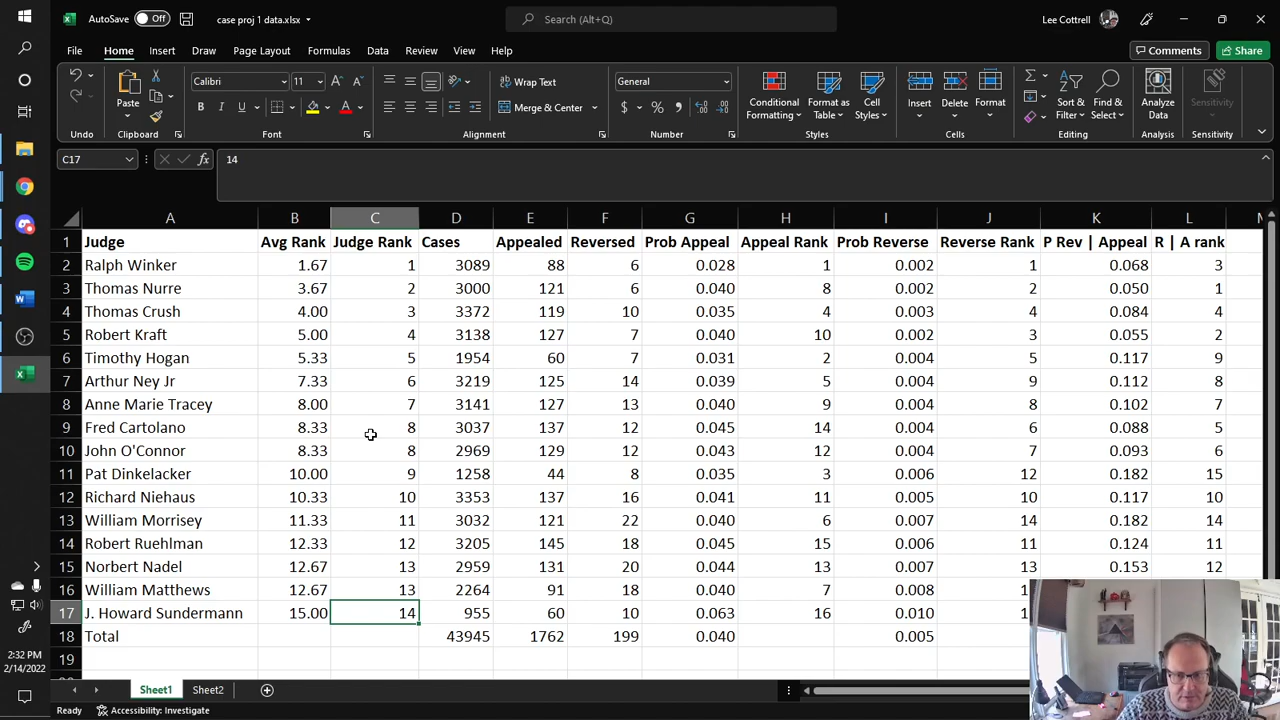 AutoSave Off case proj 1 data.xlsx Search (Alt+Q) Lee Cottrell
File Home Insert Draw Page Layout Formulas Data Review View Help Comments Share
Paste Calibri 11 Wrap Text General Conditional Formatting Format as Table Cell Styles Insert Delete Format Sort & Filter Find & Select Analyze Data Sensitivity
Merge & Center
Undo Clipboard Font Alignment Number Styles Cells Editing Analysis Sensitivity
C17 14
A B C D E F G H I J K L
1 Judge Avg Rank Judge Rank Cases Appealed Reversed Prob Appeal Appeal Rank Prob Reverse Reverse Rank P Rev | Appeal R | A rank
2 Ralph Winker 1.67 1 3089 88 6 0.028 1 0.002 1 0.068 3
3 Thomas Nurre 3.67 2 3000 121 6 0.040 8 0.002 2 0.050 1
4 Thomas Crush 4.00 3 3372 119 10 0.035 4 0.003 4 0.084 4
5 Robert Kraft 5.00 4 3138 127 7 0.040 10 0.002 3 0.055 2
6 Timothy Hogan 5.33 5 1954 60 7 0.031 2 0.004 5 0.117 9
7 Arthur Ney Jr 7.33 6 3219 125 14 0.039 5 0.004 9 0.112 8
8 Anne Marie Tracey 8.00 7 3141 127 13 0.040 9 0.004 8 0.102 7
9 Fred Cartolano 8.33 8 3037 137 12 0.045 14 0.004 6 0.088 5
10 John O'Connor 8.33 8 2969 129 12 0.043 12 0.004 7 0.093 6
11 Pat Dinkelacker 10.00 9 1258 44 8 0.035 3 0.006 12 0.182 15
12 Richard Niehaus 10.33 10 3353 137 16 0.041 11 0.005 10 0.117 10
13 William Morrisey 11.33 11 3032 121 22 0.040 6 0.007 14 0.182 14
14 Robert Ruehlman 12.33 12 3205 145 18 0.045 15 0.006 11 0.124 11
15 Norbert Nadel 12.67 13 2959 131 20 0.044 13 0.007 13 0.153 12
16 William Matthews 12.67 13 2264 91 18 0.040 7 0.008
17 J. Howard Sundermann 15.00 14 955 60 10 0.063 16 0.010
18 Total 43945 1762 199 0.040 0.005
19
2:32 PM
2/14/2022
Sheet1 Sheet2
Ready Accessibility: Investigate